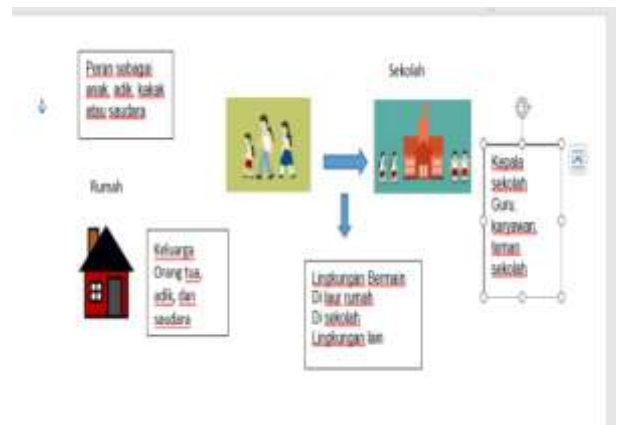 Peran sebagai
anak, adik, kakak
atau saudara
Sekolah
Rumah
Keluarga
Orang tua,
adik, dan
saudara
Lingkungan Bermain
Di laur rumah
Di sekolah
Lingkungan lain
Kepala
sekolah
Guru,
karyawan,
teman
sekolah